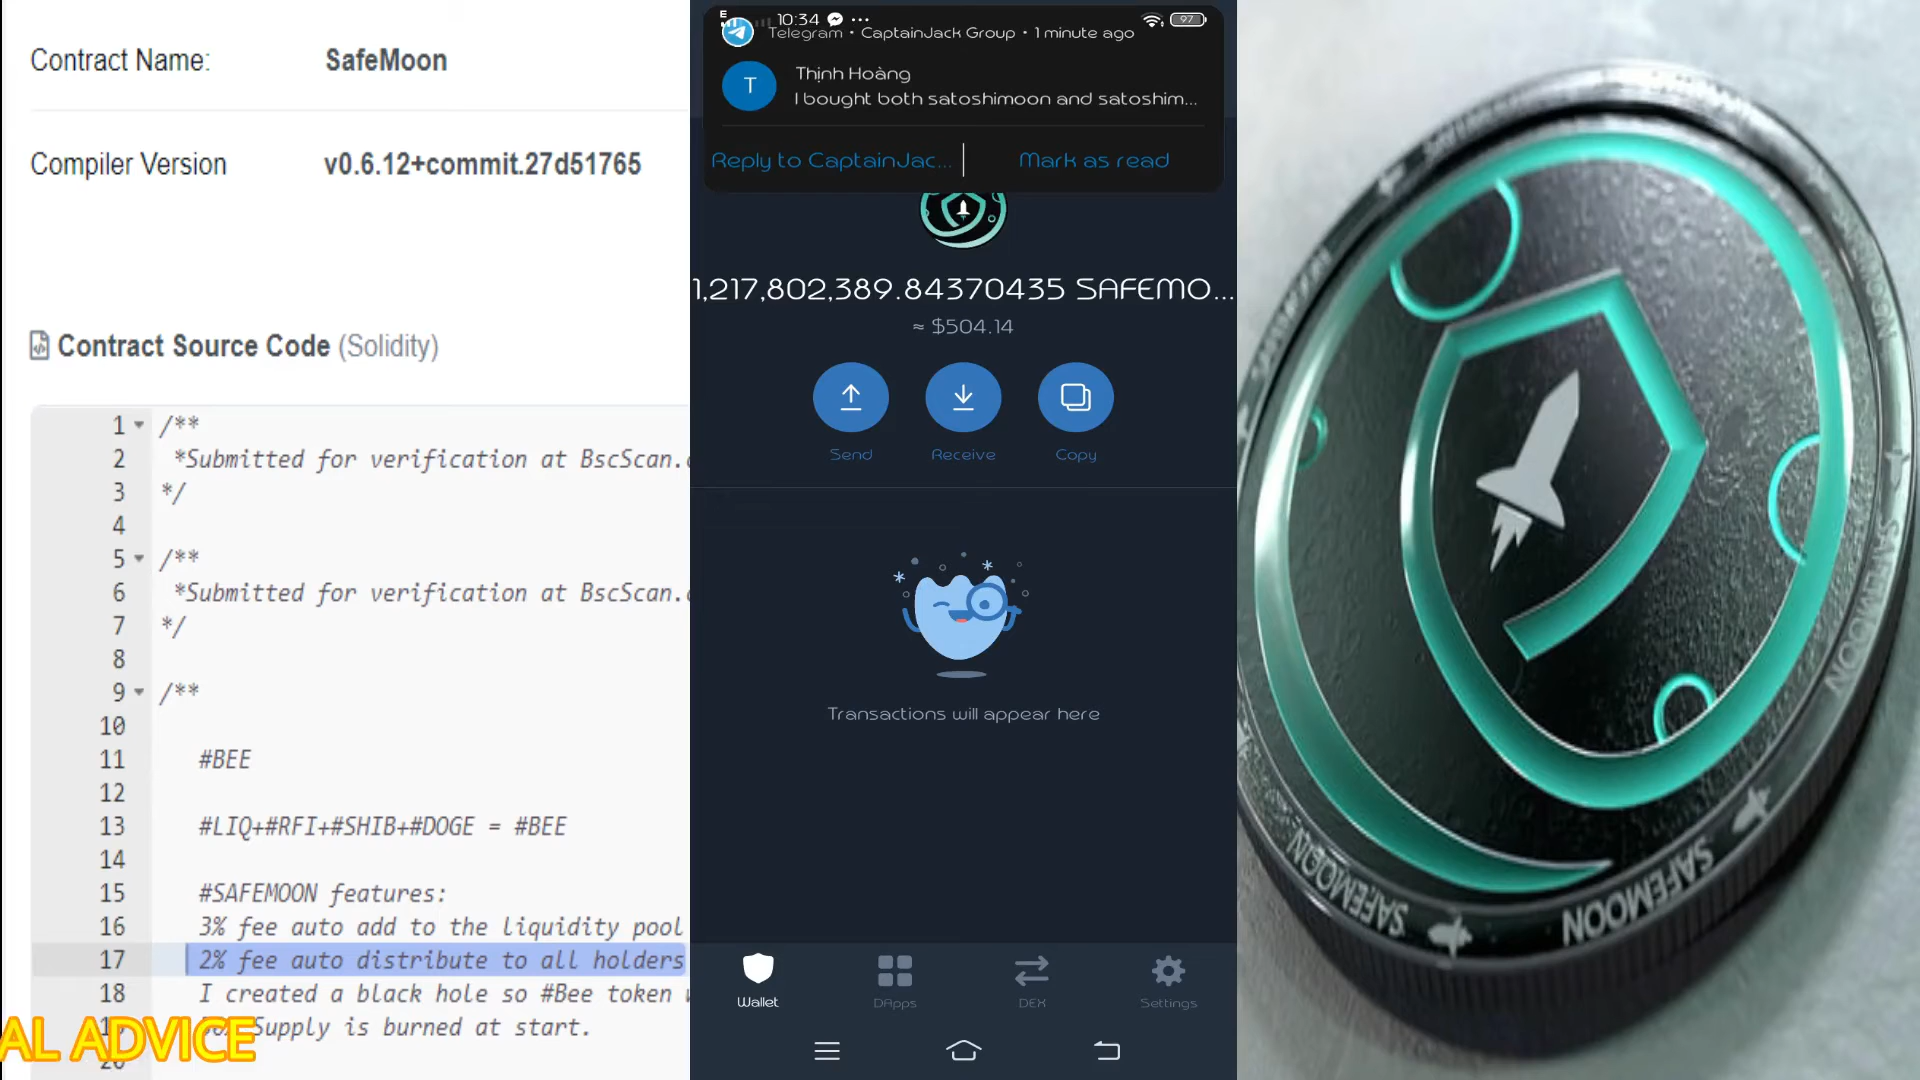 Contract Name: SafeMoon
Compiler Version v0.6.12+commit.27d51765
Contract Source Code (Solidity)
1 /**
2 *Submitted for verification at BscScan.
3 */
4
5 /**
6 *Submitted for verification at BscScan.
7 */
8
9 /**
10
11 #BEE
12
13 #LIQ+#RFI+#SHIB+#DOGE = #BEE
14
15 #SAFEMOON features:
16 3% fee auto add to the liquidity pool
17 2% fee auto distribute to all holders
18 I created a black hole so #Bee token
Supply is burned at start.
20
AL ADVICE
E
10:34 ...
97
Telegram • CaptainJack Group • 1 minute ago
T
Thịnh Hoàng
I bought both satoshimoon and satoshim...
Reply to CaptainJac... Mark as read
1,217,802,389.84370435 SAFEMO...
≈ $504.14
Send Receive Copy
Transactions will appear here
Wallet DApps DEX Settings
SAFEMOON
SAFEMOON
SAFEMOON